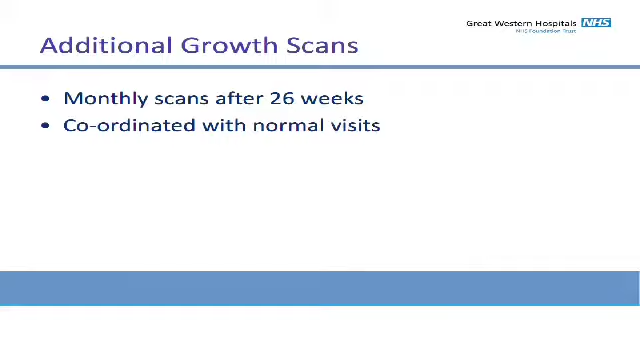 Great Western Hospitals NHS
NHS Foundation Trust
Additional Growth Scans
• Monthly scans after 26 weeks
• Co-ordinated with normal visits